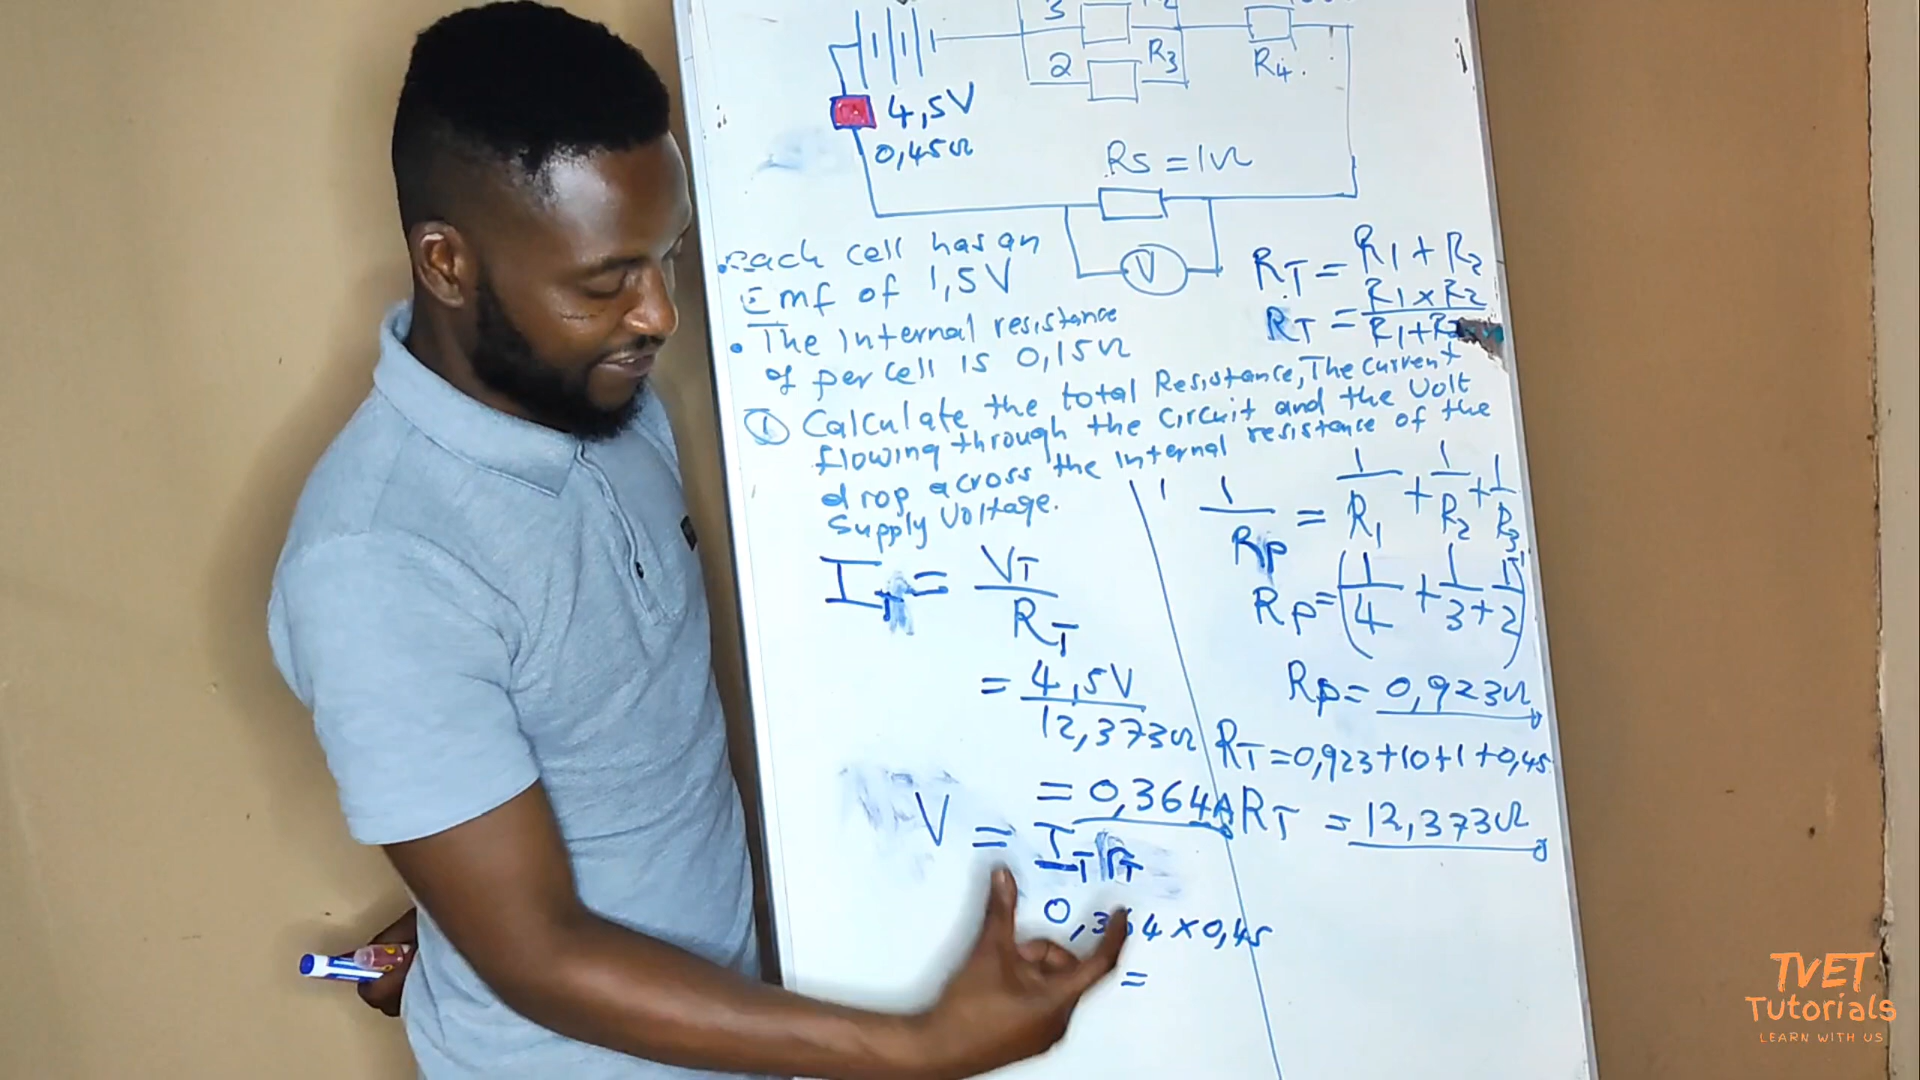 3
2
R3
R4
4,5V
0,45Ω
R5 = 1Ω
V
Each cell has an
Emf of 1,5V
The Internal resistance
of per cell is 0,15Ω
① Calculate the total Resistance, The current
flowing through the circuit and the Volt
drop across the Internal resistance of the
Supply Voltage.
RT = R1 + R2
RT = R1 x R2
R1 + R2
IT = VT
RT
= 4,5V
12,373Ω
= 0,364A
V = IT RT
0,364 x 0,45
=
1/Rp = 1/R1 + 1/R2 + 1/R3
Rp = (1/4 + 1/3 + 1/2)
Rp = 0,923Ω
RT = 0,923 + 10 + 1 + 0,45
RT = 12,373Ω
TVET
Tutorials
LEARN WITH US